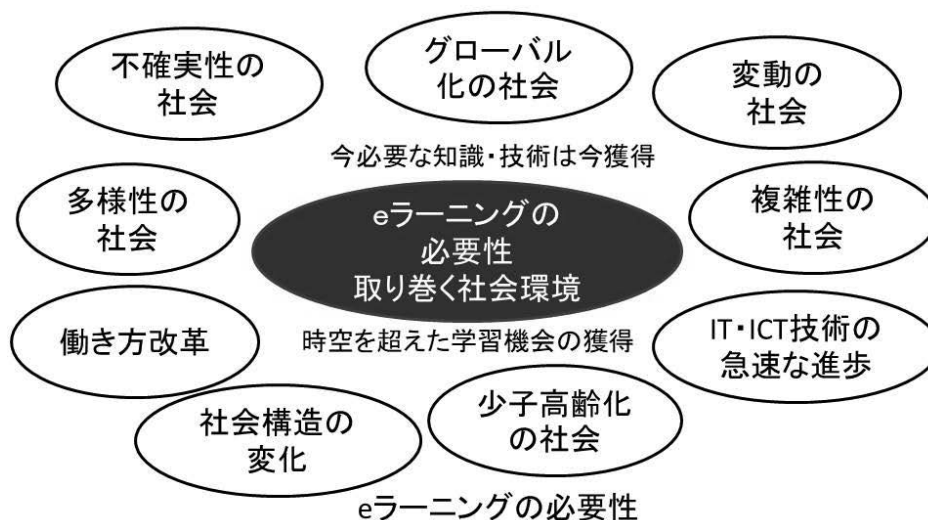 不確実性の
社会
グローバル
化の社会
変動の
社会
今必要な知識・技術は今獲得
多様性の
社会
eラーニングの
必要性
取り巻く社会環境
複雑性の
社会
働き方改革
時空を超えた学習機会の獲得
IT・ICT技術の
急速な進歩
社会構造の
変化
少子高齢化
の社会
eラーニングの必要性